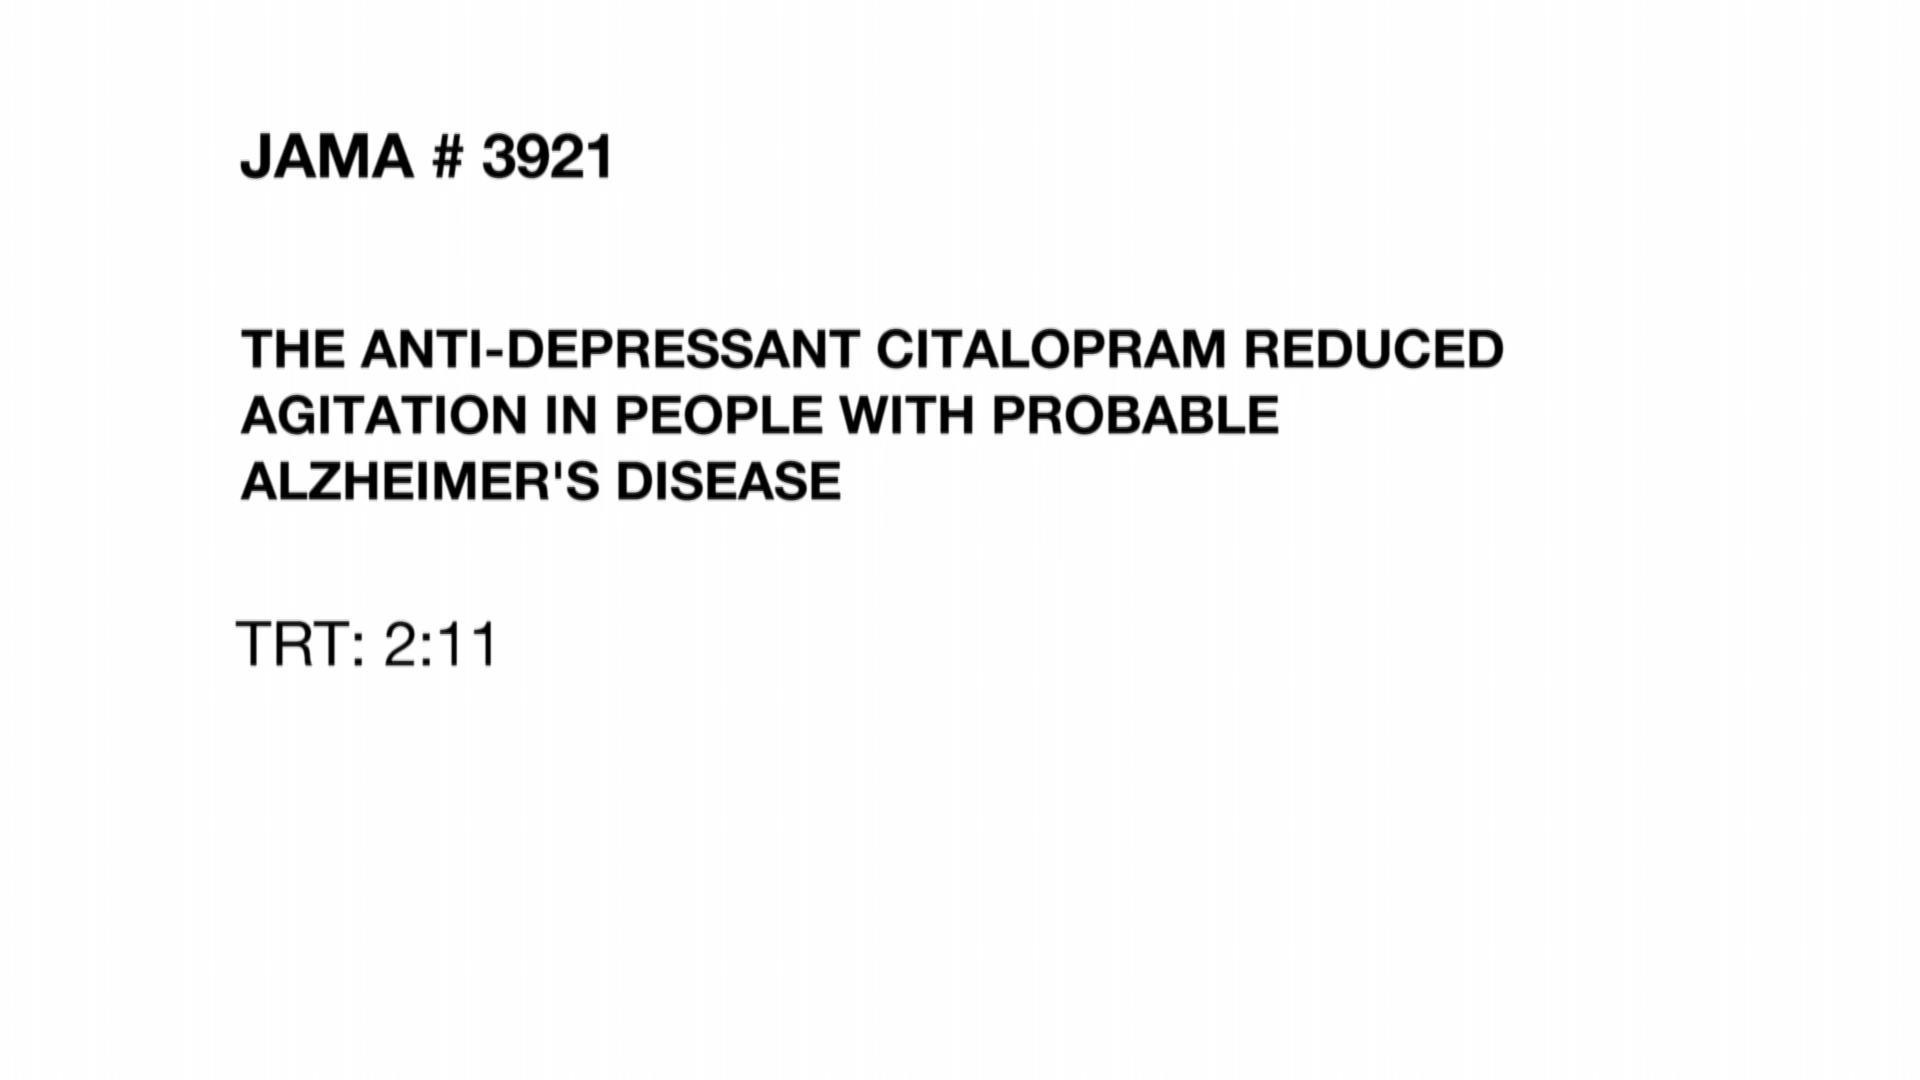 JAMA # 3921
THE ANTI-DEPRESSANT CITALOPRAM REDUCED
AGITATION IN PEOPLE WITH PROBABLE
ALZHEIMER'S DISEASE
TRT: 2:11